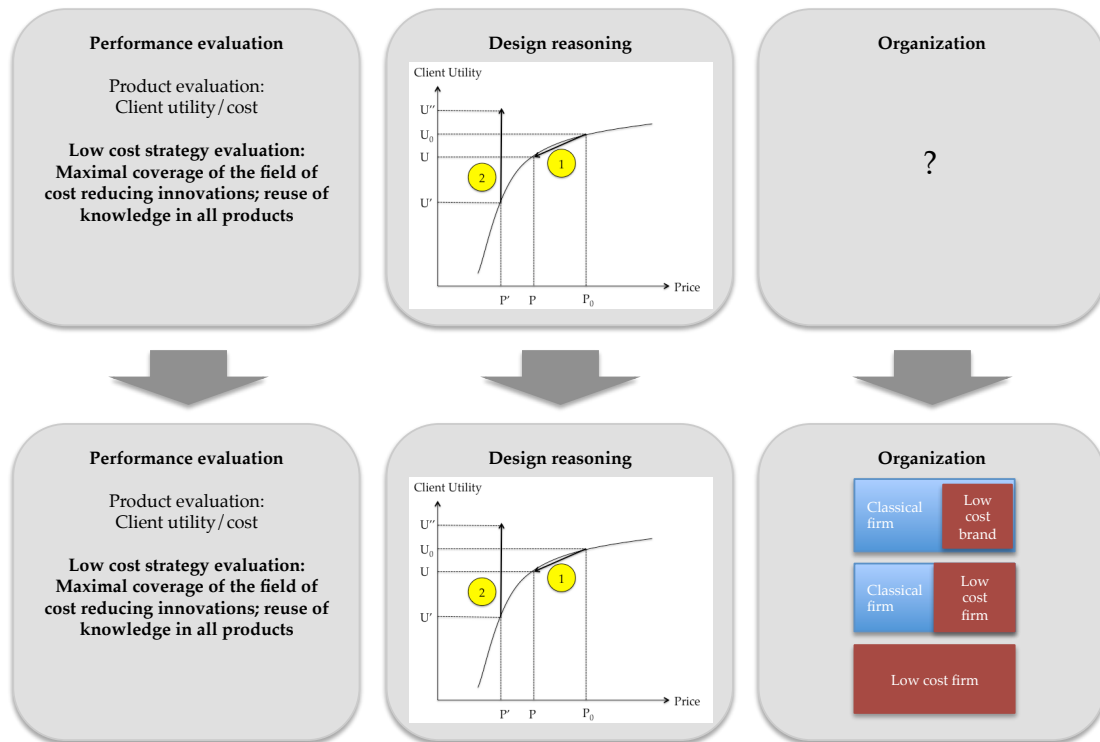 Performance evaluation
Product evaluation:
Client utility/cost
Low cost strategy evaluation:
Maximal coverage of the field of
cost reducing innovations; reuse of
knowledge in all products
Design reasoning
Client Utility
U''
U0
U
U'
1
2
P'
P
P0
Price
Organization
?
Performance evaluation
Product evaluation:
Client utility/cost
Low cost strategy evaluation:
Maximal coverage of the field of
cost reducing innovations; reuse of
knowledge in all products
Design reasoning
Client Utility
U''
U0
U
U'
1
2
P'
P
P0
Price
Organization
Classical
firm
Low
cost
brand
Classical
firm
Low
cost
firm
Low cost firm